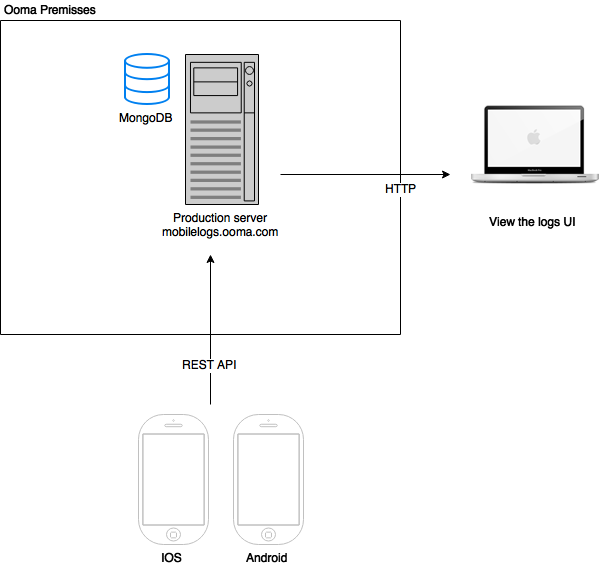 Ooma Premisses
MongoDB
Production server
mobilelogs.ooma.com
HTTP
View the logs UI
REST API
IOS
Android